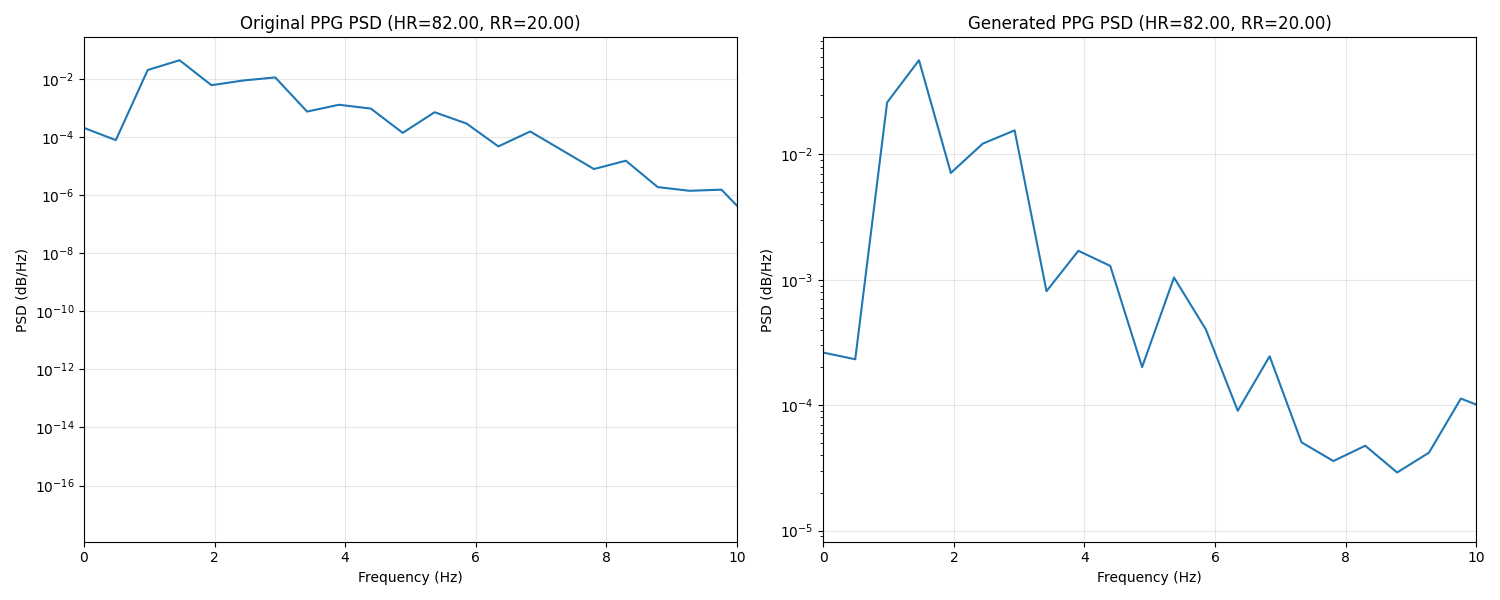 Original PPG PSD (HR=82.00, RR=20.00)
PSD (dB/Hz)
10⁻²
10⁻⁴
10⁻⁶
10⁻⁸
10⁻¹⁰
10⁻¹²
10⁻¹⁴
10⁻¹⁶
0 2 4 6 8 10
Frequency (Hz)
Generated PPG PSD (HR=82.00, RR=20.00)
PSD (dB/Hz)
10⁻²
10⁻³
10⁻⁴
10⁻⁵
0 2 4 6 8 10
Frequency (Hz)